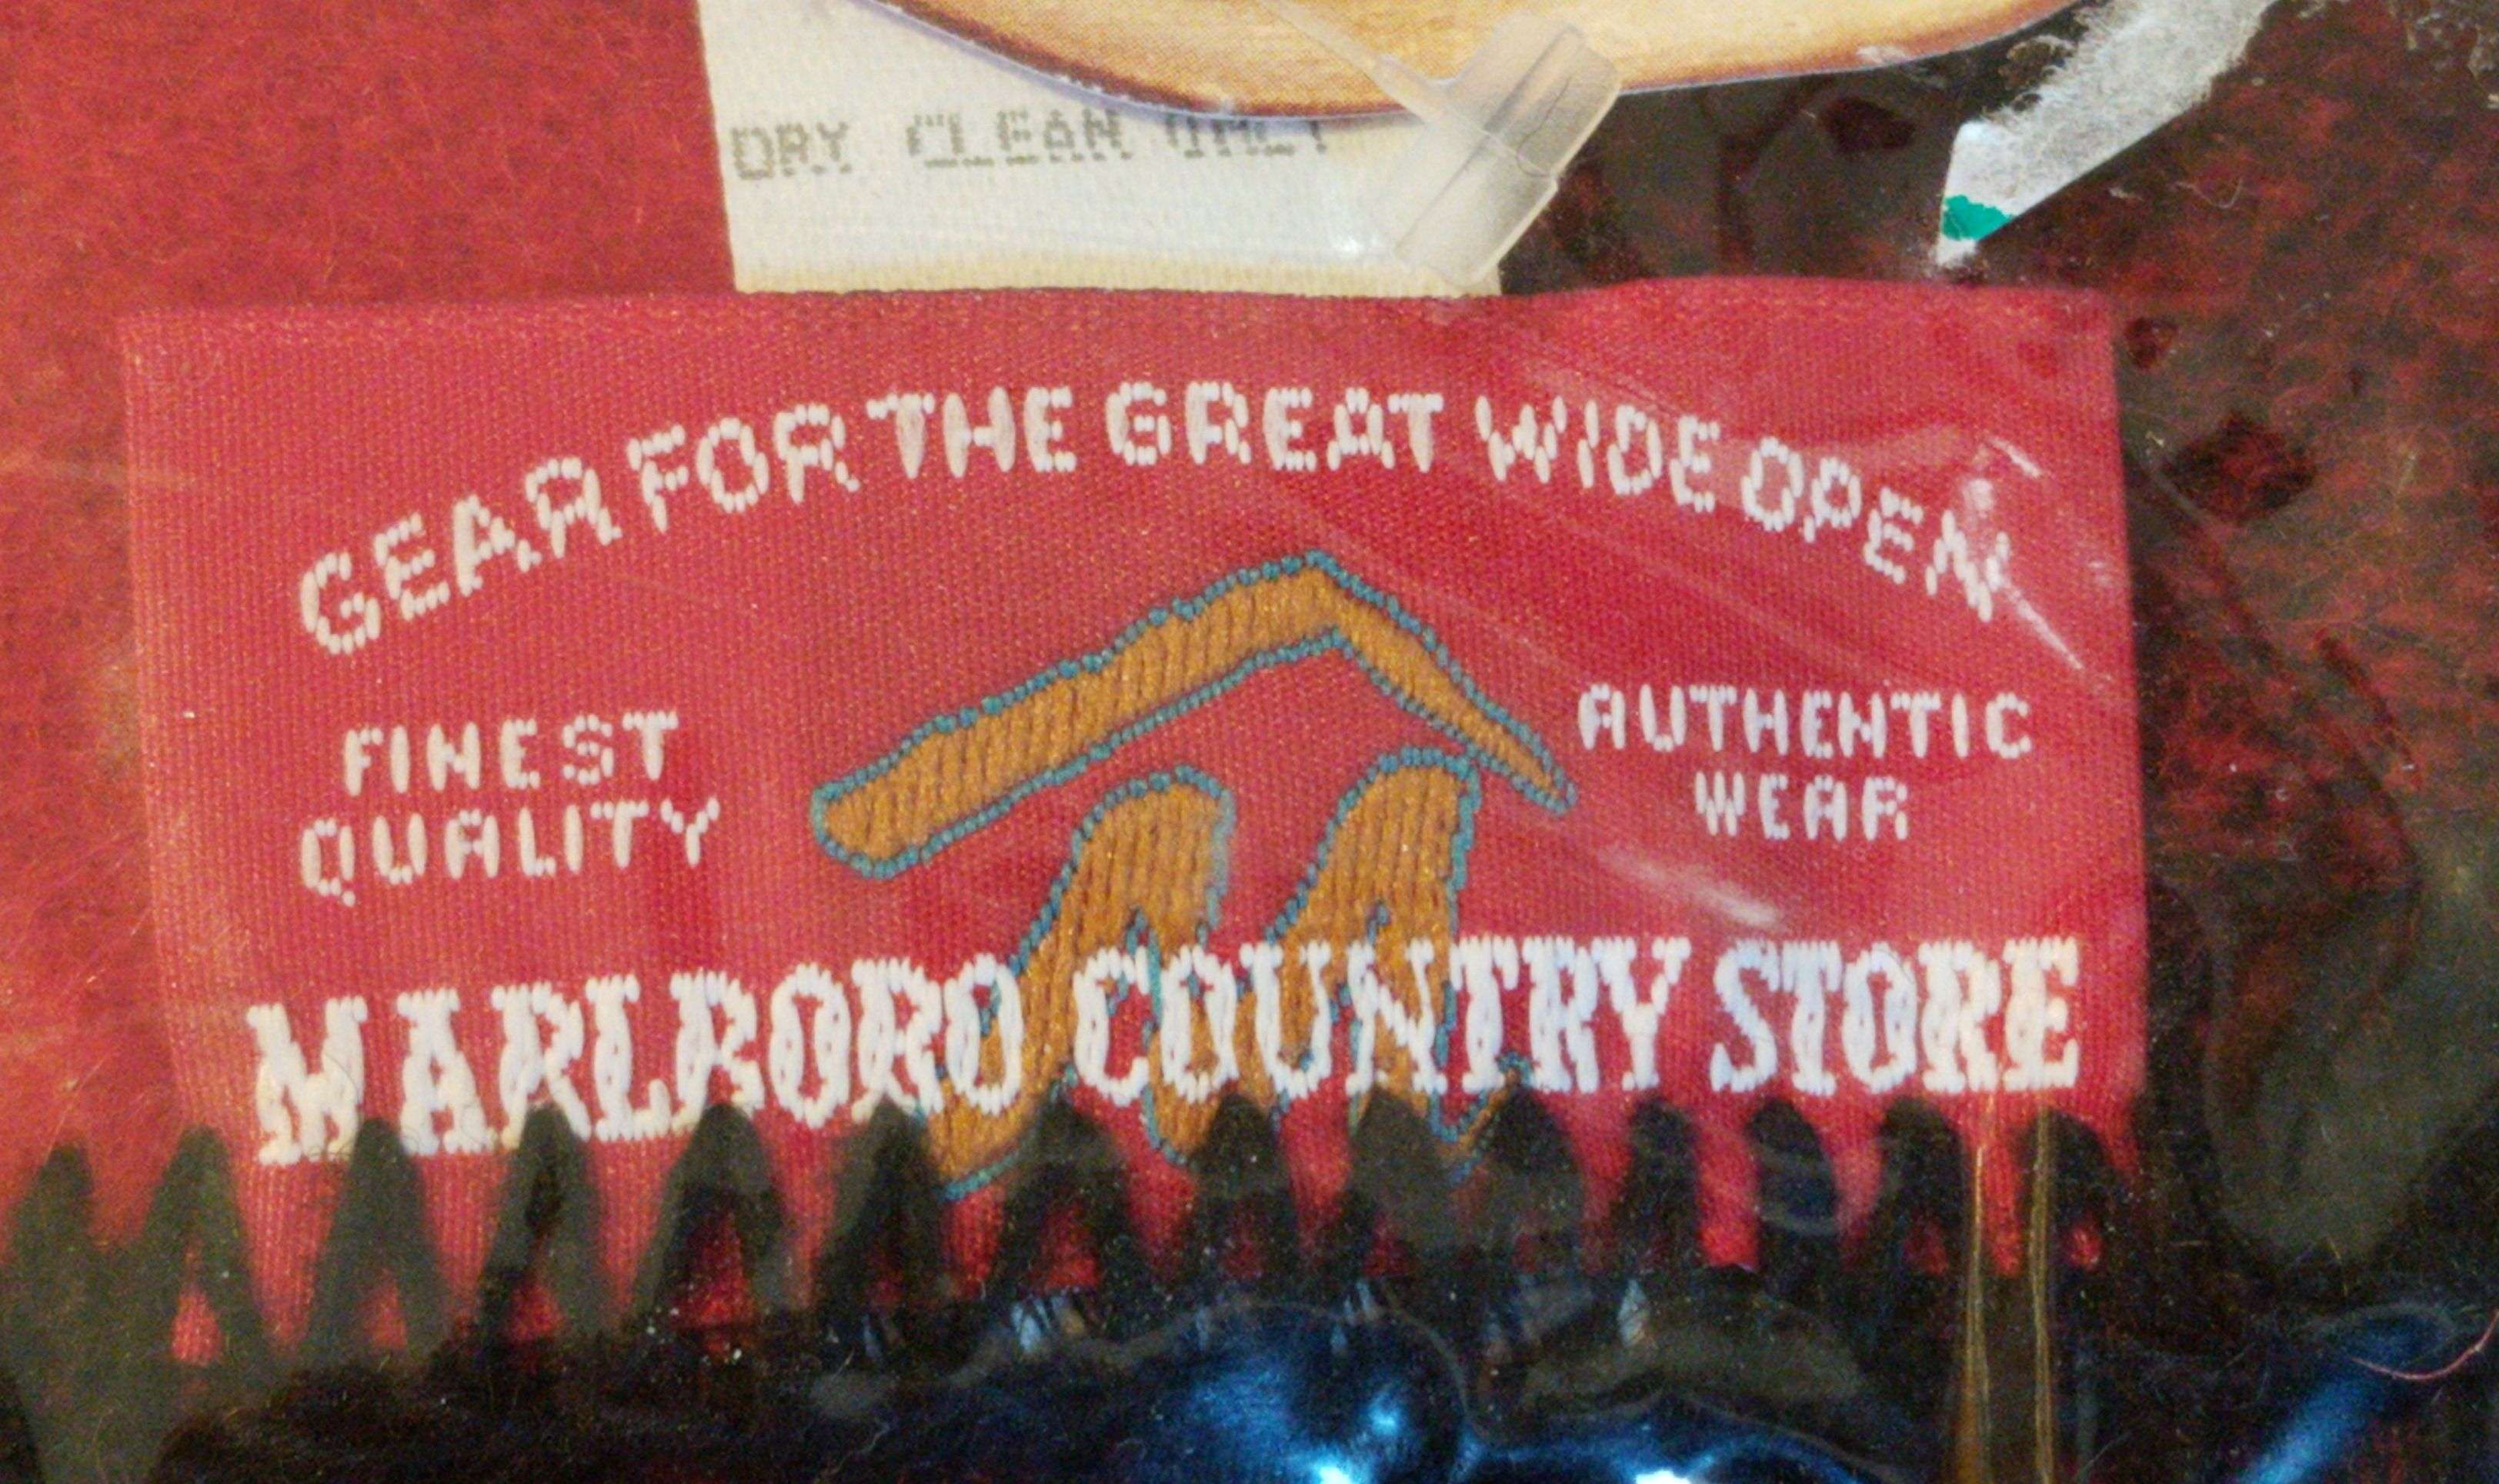 DRY CLEAN ONLY
GEAR FOR THE GREAT WIDE OPEN
FINEST
QUALITY
AUTHENTIC
WEAR
MARLBORO COUNTRY STORE